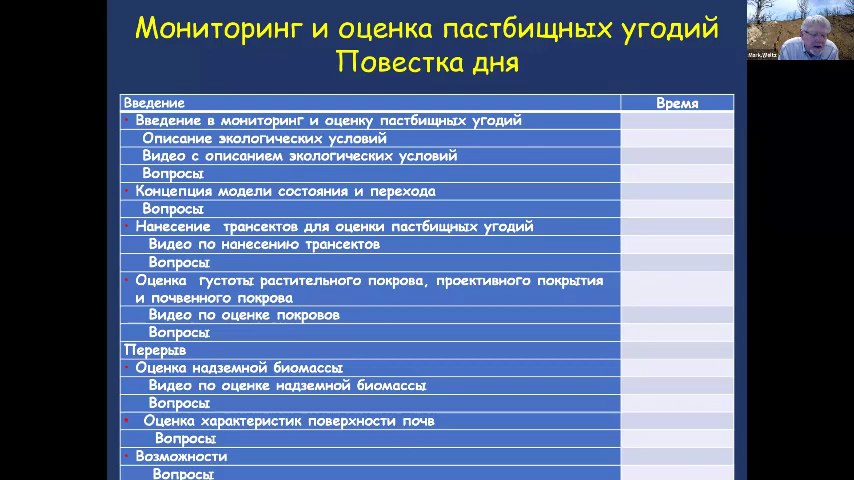 Мониторинг и оценка пастбищных угодий
Повестка дня
Mark.Weltz
Введение Время
• Введение в мониторинг и оценку пастбищных угодий
Описание экологических условий
Видео с описанием экологических условий
Вопросы
• Концепция модели состояния и перехода
Вопросы
• Нанесение трансектов для оценки пастбищных угодий
Видео по нанесению трансектов
Вопросы
• Оценка густоты растительного покрова, проективного покрытия
и почвенного покрова
Видео по оценке покровов
Вопросы
Перерыв
• Оценка надземной биомассы
Видео по оценке надземной биомассы
Вопросы
• Оценка характеристик поверхности почв
Вопросы
• Возможности
Вопросы